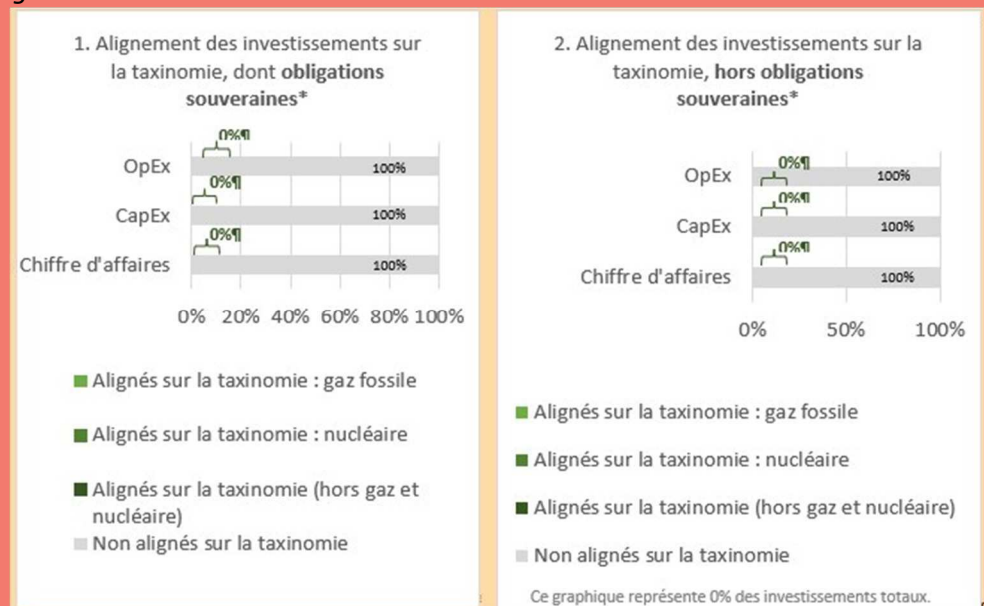 1. Alignement des investissements sur
la taxinomie, dont obligations
souveraines*
0%¶
OpEx
100%
0%¶
CapEx
100%
0%¶
Chiffre d'affaires
100%
0% 20% 40% 60% 80% 100%
Alignés sur la taxinomie : gaz fossile
Alignés sur la taxinomie : nucléaire
Alignés sur la taxinomie (hors gaz et
nucléaire)
Non alignés sur la taxinomie
2. Alignement des investissements sur la
taxinomie, hors obligations
souveraines*
0%¶
OpEx
100%
0%¶
CapEx
100%
0%¶
Chiffre d'affaires
100%
0% 50% 100%
Alignés sur la taxinomie : gaz fossile
Alignés sur la taxinomie : nucléaire
Alignés sur la taxinomie (hors gaz et nucléaire)
Non alignés sur la taxinomie
Ce graphique représente 0% des investissements totaux.